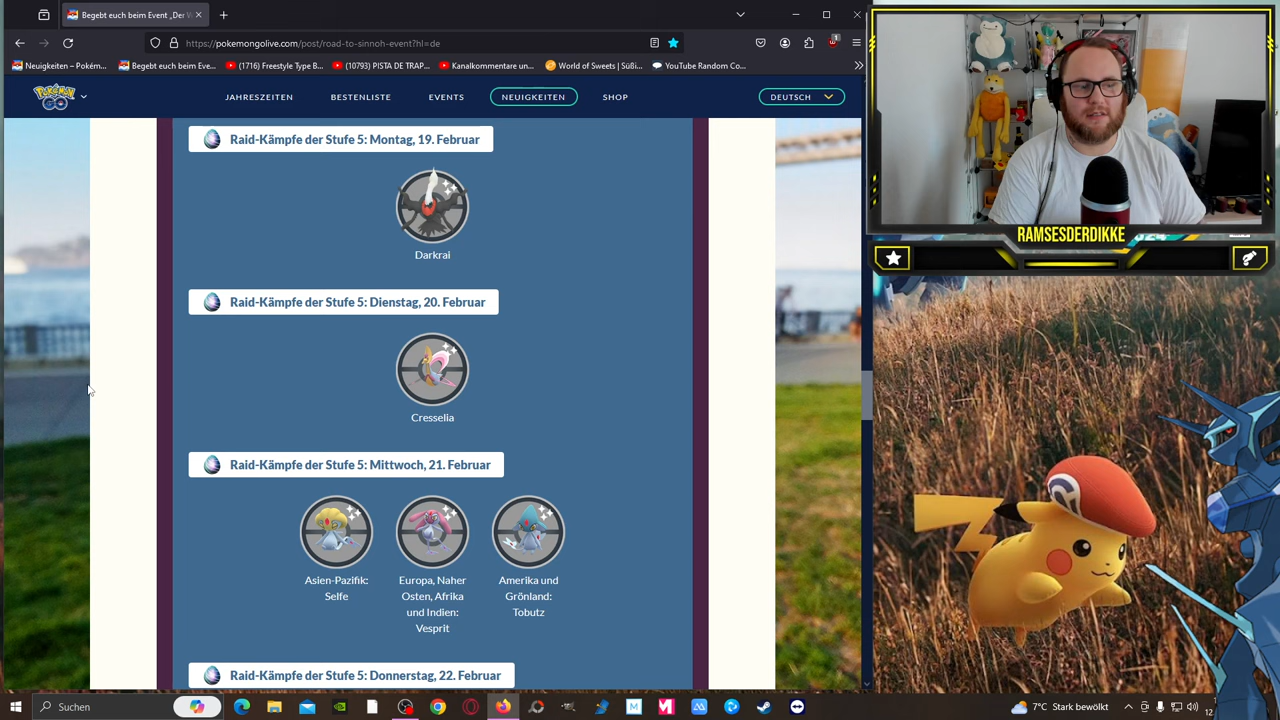 Begebt euch beim Event „Der W
https://pokemongolive.com/post/road-to-sinnoh-event?hl=de
1
Neuigkeiten – Pokém…
Begebt euch beim Eve…
(1716) Freestyle Type B…
(10793) PISTA DE TRAP…
Kanalkommentare un…
World of Sweets | Süßi…
YouTube Random Co…
POKÉMON GO
JAHRESZEITEN
BESTENLISTE
EVENTS
NEUIGKEITEN
SHOP
DEUTSCH
Raid-Kämpfe der Stufe 5: Montag, 19. Februar
Darkrai
Raid-Kämpfe der Stufe 5: Dienstag, 20. Februar
Cresselia
Raid-Kämpfe der Stufe 5: Mittwoch, 21. Februar
Asien-Pazifik:
Selfe
Europa, Naher
Osten, Afrika
und Indien:
Vesprit
Amerika und
Grönland:
Tobutz
Raid-Kämpfe der Stufe 5: Donnerstag, 22. Februar
RAMSESDERDIKKE
Suchen
7°C Stark bewölkt